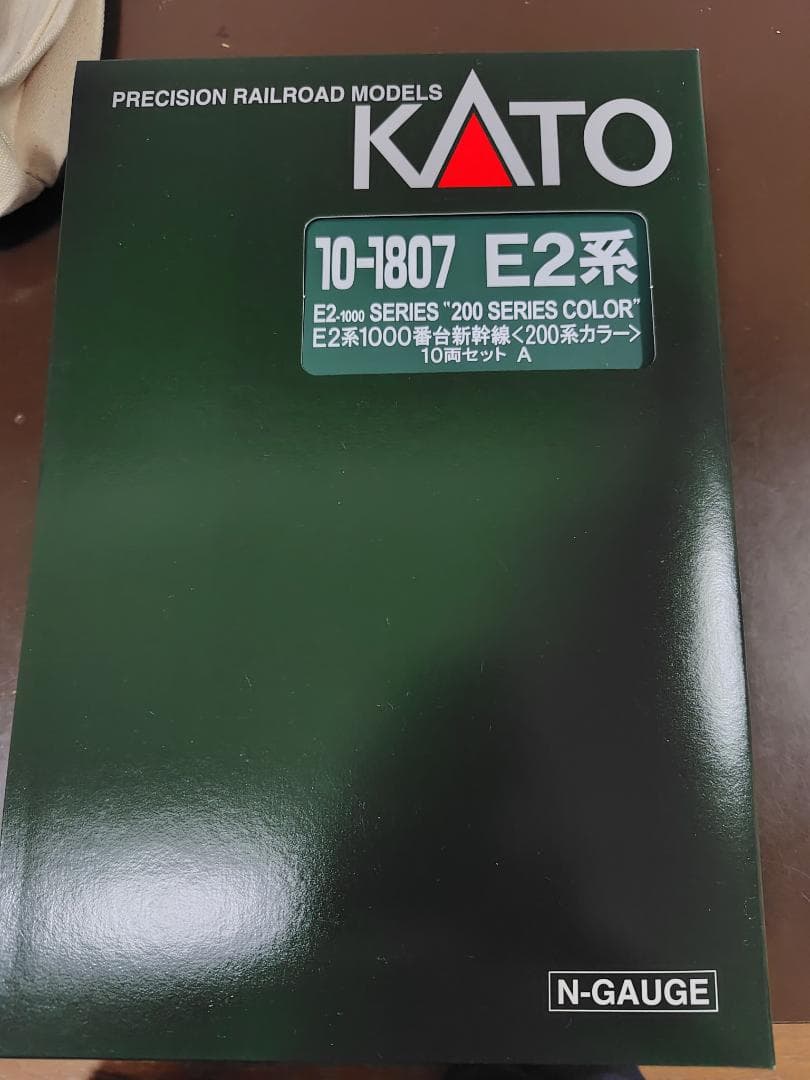 PRECISION RAILROAD MODELS
KATO
10-1807 E2系
E2-1000 SERIES "200 SERIES COLOR"
E2系1000番台新幹線<200系カラー>
10両セット A
N-GAUGE